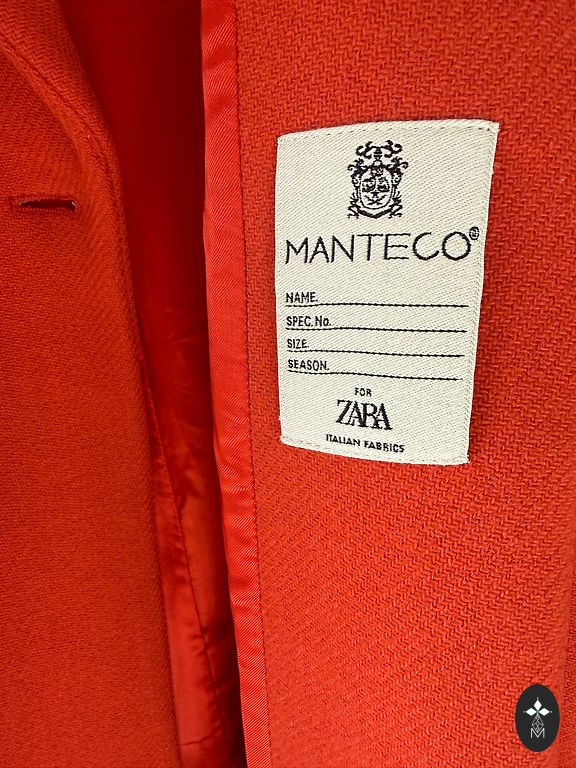 MANTECO®
NAME.
SPEC. No.
SIZE.
SEASON.
FOR
ZARA
ITALIAN FABRICS
M